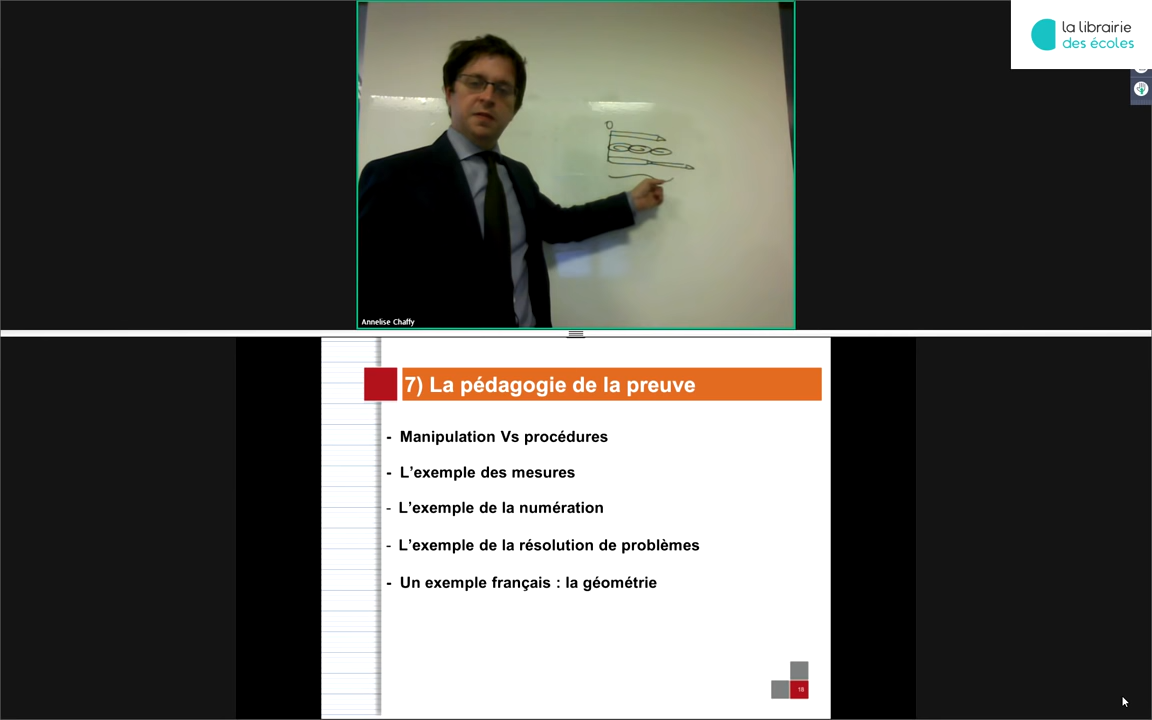 la librairie
des écoles
0
Annelise Chaffy
7) La pédagogie de la preuve
- Manipulation Vs procédures
- L’exemple des mesures
- L’exemple de la numération
- L’exemple de la résolution de problèmes
- Un exemple français : la géométrie
18